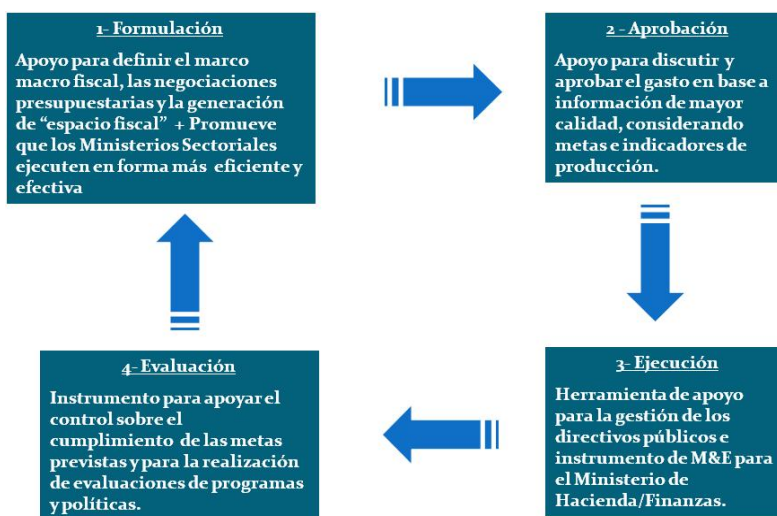 1- Formulación
Apoyo para definir el marco
macro fiscal, las negociaciones
presupuestarias y la generación
de “espacio fiscal” + Promueve
que los Ministerios Sectoriales
ejecuten en forma más eficiente y
efectiva
2 - Aprobación
Apoyo para discutir y
aprobar el gasto en base a
información de mayor
calidad, considerando
metas e indicadores de
producción.
3- Ejecución
Herramienta de apoyo
para la gestión de los
directivos públicos e
instrumento de M&E para
el Ministerio de
Hacienda/Finanzas.
4- Evaluación
Instrumento para apoyar el
control sobre el
cumplimiento de las metas
previstas y para la realización
de evaluaciones de programas
y políticas.